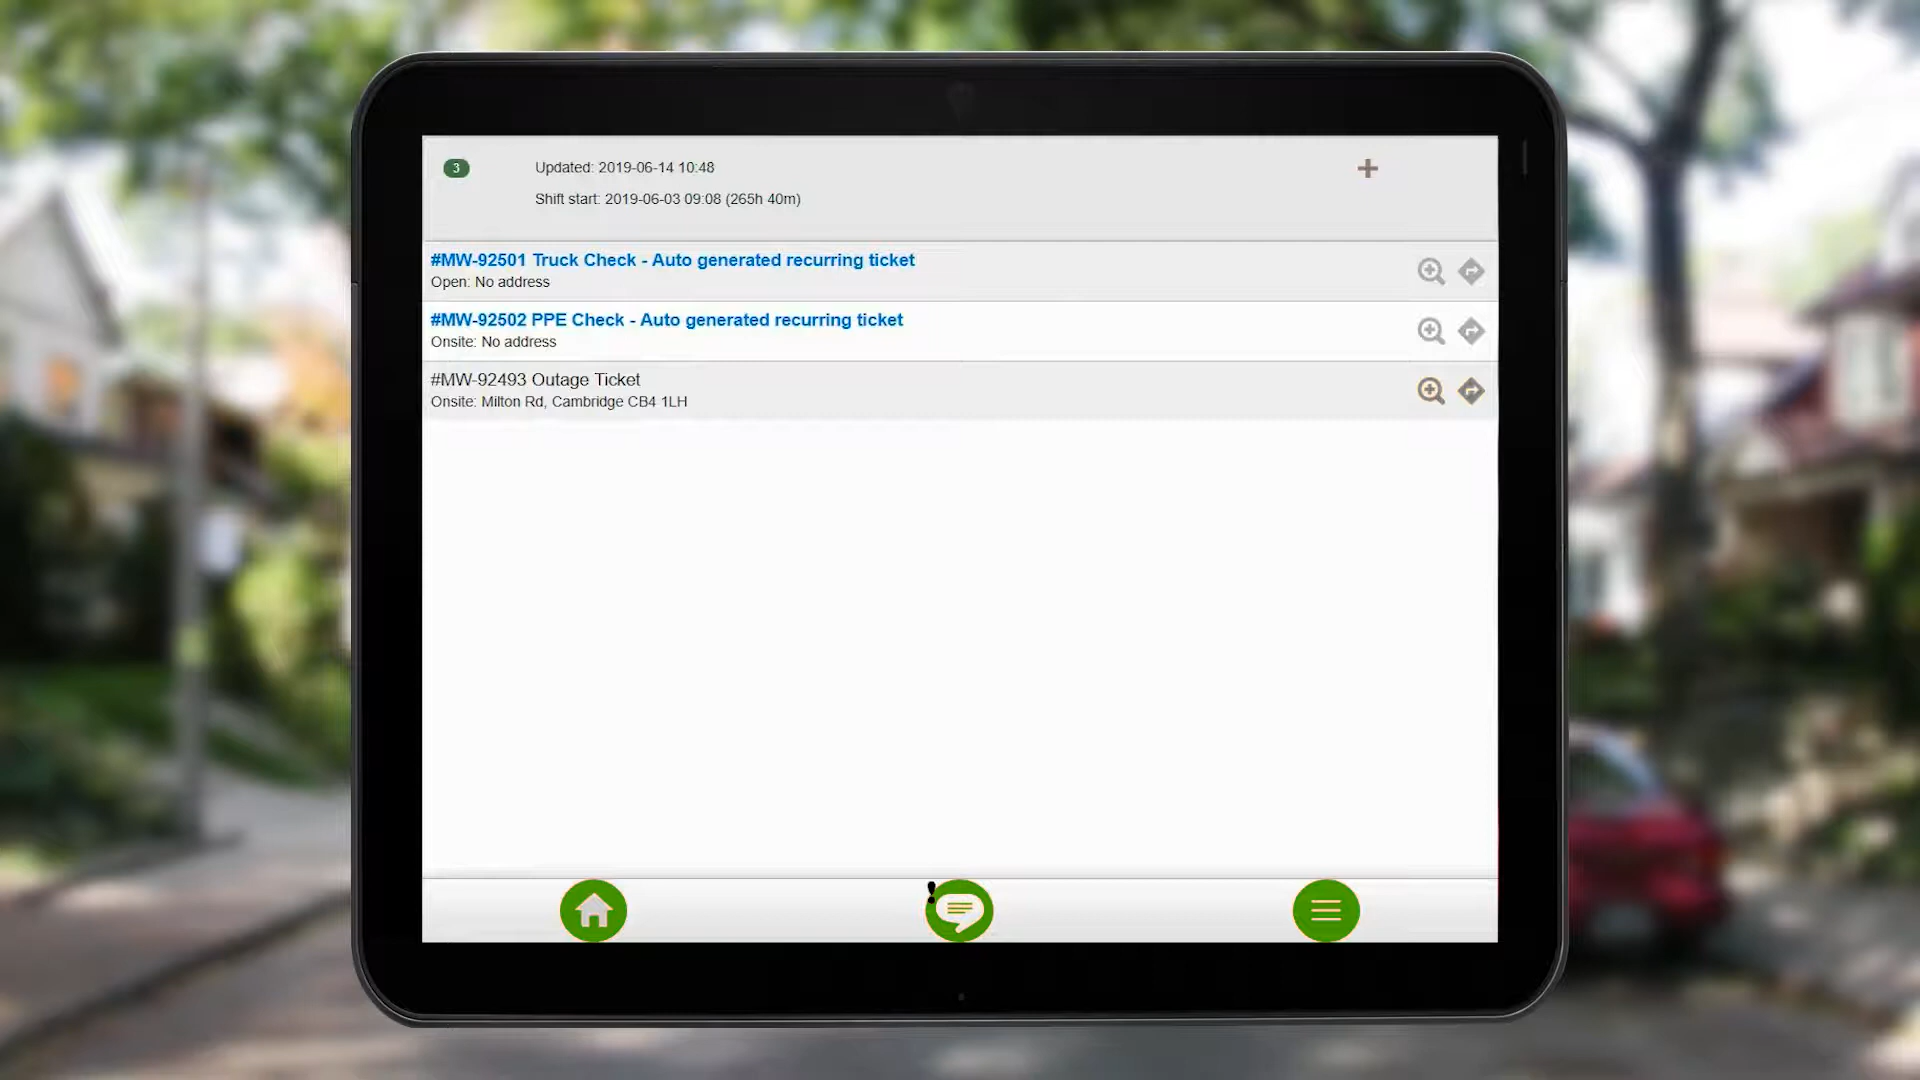 3
Updated: 2019-06-14 10:48
Shift start: 2019-06-03 09:08 (265h 40m)
#MW-92501 Truck Check - Auto generated recurring ticket
Open: No address
#MW-92502 PPE Check - Auto generated recurring ticket
Onsite: No address
#MW-92493 Outage Ticket
Onsite: Milton Rd, Cambridge CB4 1LH
!